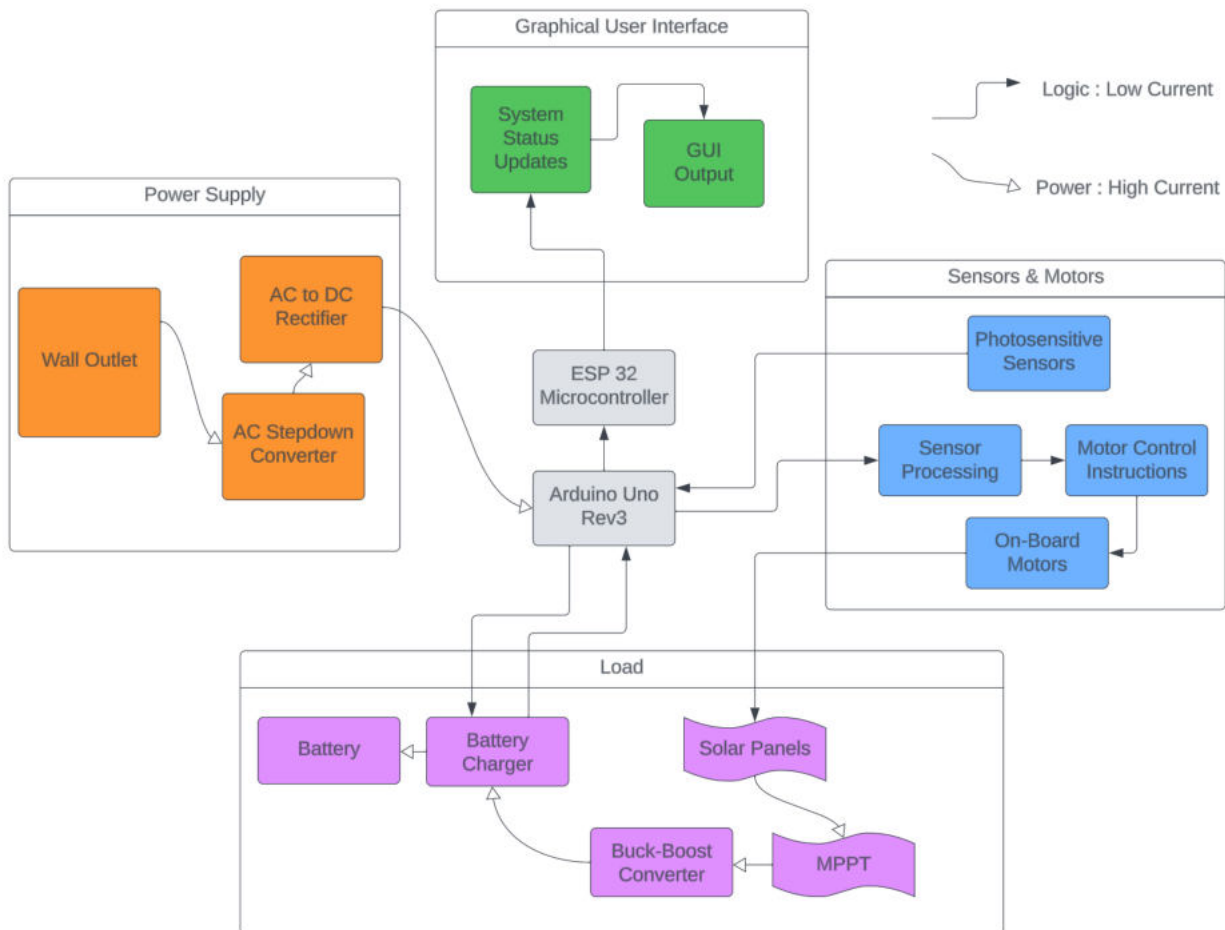 Graphical User Interface
System
Status
Updates
GUI
Output
Logic : Low Current
Power : High Current
Power Supply
Wall Outlet
AC to DC
Rectifier
AC Stepdown
Converter
ESP 32
Microcontroller
Arduino Uno
Rev3
Sensors & Motors
Photosensitive
Sensors
Sensor
Processing
Motor Control
Instructions
On-Board
Motors
Load
Battery
Battery
Charger
Solar Panels
Buck-Boost
Converter
MPPT